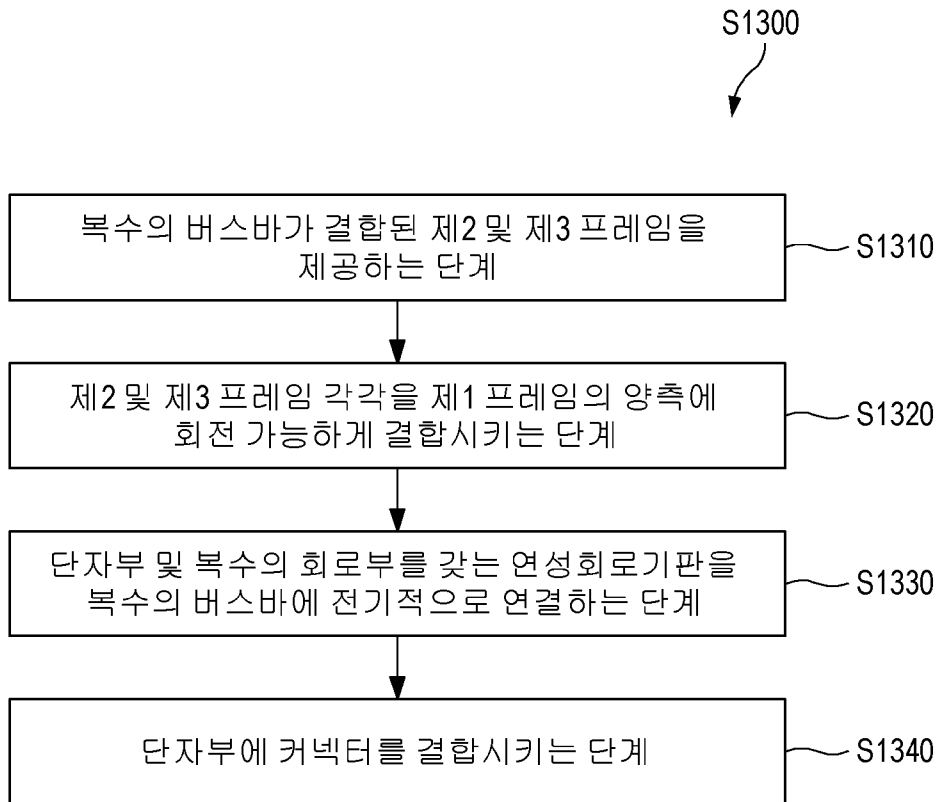 S1300
복수의 버스바가 결합된 제2 및 제3 프레임을
제공하는 단계
S1310
제2 및 제3 프레임 각각을 제1 프레임의 양측에
회전 가능하게 결합시키는 단계
S1320
단자부 및 복수의 회로부를 갖는 연성회로기판을
복수의 버스바에 전기적으로 연결하는 단계
S1330
단자부에 커넥터를 결합시키는 단계
S1340